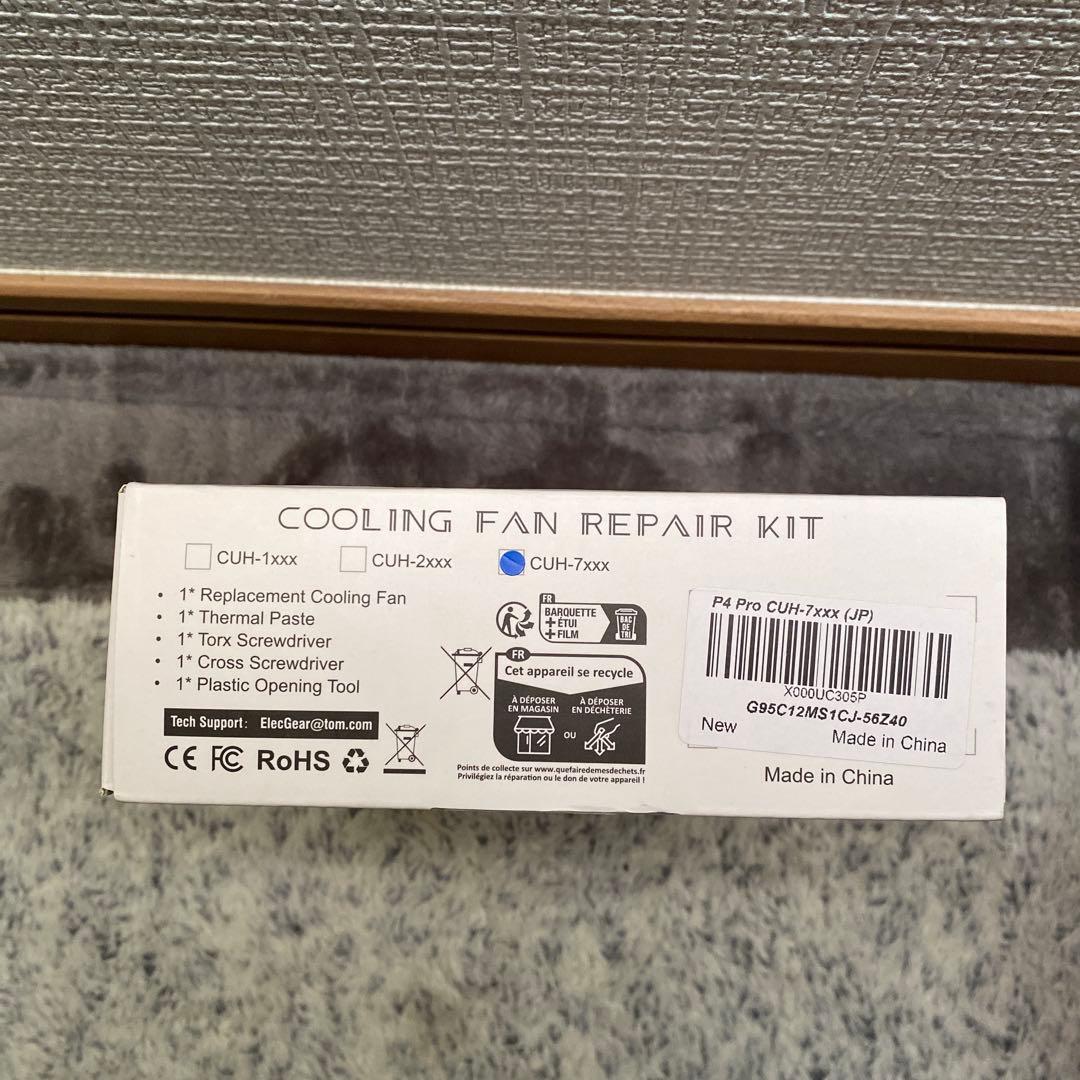 COOLING FAN REPAIR KIT
CUH-1xxx CUH-2xxx CUH-7xxx
• 1* Replacement Cooling Fan
• 1* Thermal Paste
• 1* Torx Screwdriver
• 1* Cross Screwdriver
• 1* Plastic Opening Tool
Tech Support: ElecGear@tom.com
CE FC RoHS
FR
BARQUETTE
+ ÉTUI
+ FILM
BAC
DE
TRI
FR
Cet appareil se recycle
À DÉPOSER
EN MAGASIN
OU
À DÉPOSER
EN DÉCHÈTERIE
Points de collecte sur www.quefairedemesdechets.fr
Privilégiez la réparation ou le don de votre appareil !
P4 Pro CUH-7xxx (JP)
X000UC305P
G95C12MS1CJ-56Z40
New
Made in China
Made in China